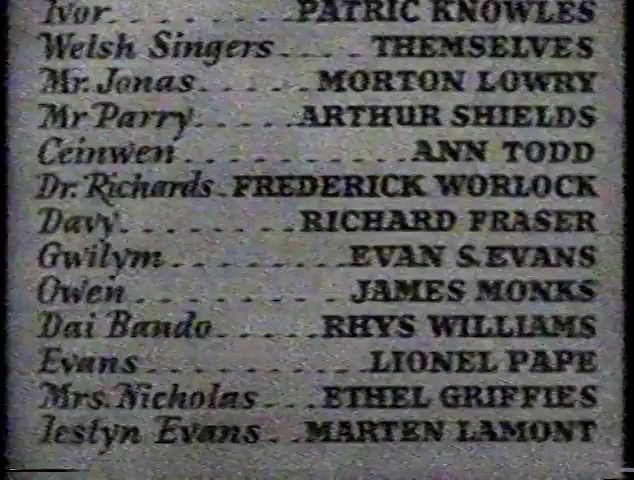 Ivor........PATRIC KNOWLES
Welsh Singers....THEMSELVES
Mr. Jonas.....MORTON LOWRY
Mr Parry.....ARTHUR SHIELDS
Ceinwen..........ANN TODD
Dr. Richards.FREDERICK WORLOCK
Davy........RICHARD FRASER
Gwilym.......EVAN S. EVANS
Owen........JAMES MONKS
Dai Bando....RHYS WILLIAMS
Evans.........LIONEL PAPE
Mrs. Nicholas...ETHEL GRIFFIES
Iestyn Evans..MARTEN LAMONT